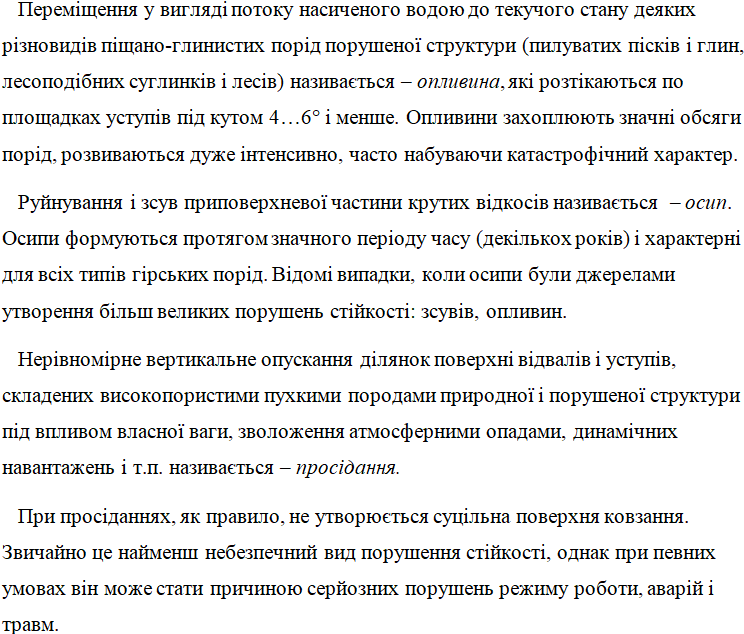 Переміщення у вигляді потоку насиченого водою до текучого стану деяких
різновидів піщано-глинистих порід порушеної структури (пилуватих пісків і глин,
лесоподібних суглинків і лесів) називається – опливина, які розтікаються по
площадках уступів під кутом 4…6° і менше. Опливини захоплюють значні обсяги
порід, розвиваються дуже інтенсивно, часто набуваючи катастрофічний характер.
Руйнування і зсув приповерхневої частини крутих відкосів називається – осип.
Осипи формуються протягом значного періоду часу (декількох років) і характерні
для всіх типів гірських порід. Відомі випадки, коли осипи були джерелами
утворення більш великих порушень стійкості: зсувів, опливин.
Нерівномірне вертикальне опускання ділянок поверхні відвалів і уступів,
складених високопористими пухкими породами природної і порушеної структури
під впливом власної ваги, зволоження атмосферними опадами, динамічних
навантажень і т.п. називається – просідання.
При просіданнях, як правило, не утворюється суцільна поверхня ковзання.
Звичайно це найменш небезпечний вид порушення стійкості, однак при певних
умовах він може стати причиною серйозних порушень режиму роботи, аварій і
травм.